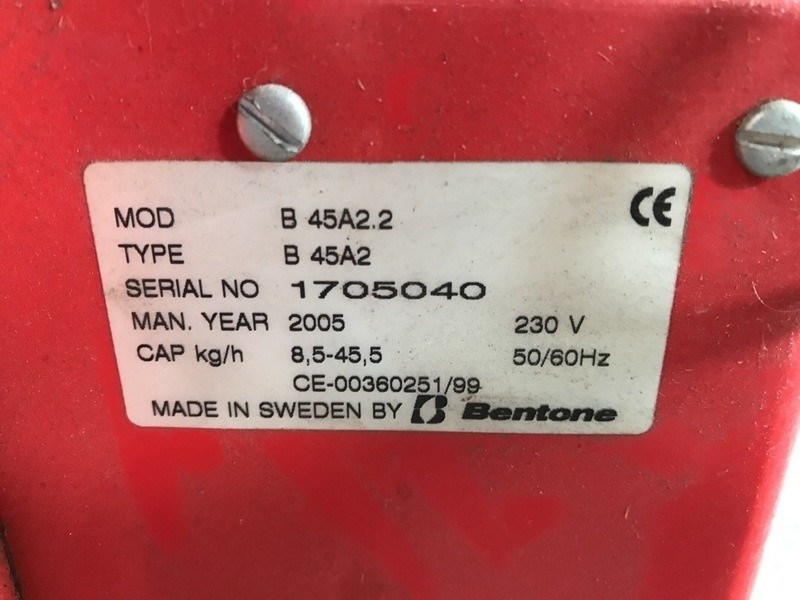 CE
MOD B 45A2.2
TYPE B 45A2
SERIAL NO 1705040
MAN. YEAR 2005 230 V
CAP kg/h 8,5-45,5 50/60Hz
CE-00360251/99
MADE IN SWEDEN BY Bentone